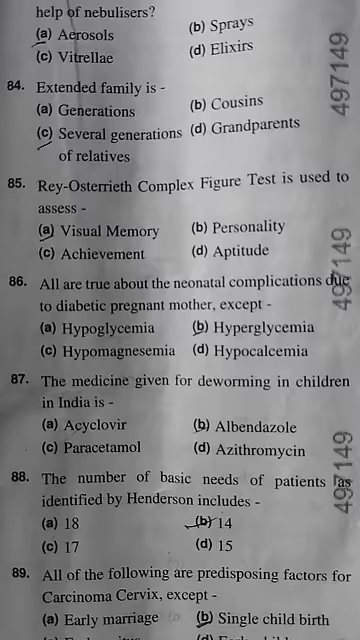 help of nebulisers?
(a) Aerosols (b) Sprays
(c) Vitrellae (d) Elixirs
84. Extended family is -
(a) Generations (b) Cousins
(c) Several generations (d) Grandparents
of relatives
85. Rey-Osterrieth Complex Figure Test is used to
assess -
(a) Visual Memory (b) Personality
(c) Achievement (d) Aptitude
86. All are true about the neonatal complications due
to diabetic pregnant mother, except -
(a) Hypoglycemia (b) Hyperglycemia
(c) Hypomagnesemia (d) Hypocalcemia
87. The medicine given for deworming in children
in India is -
(a) Acyclovir (b) Albendazole
(c) Paracetamol (d) Azithromycin
88. The number of basic needs of patients as
identified by Henderson includes -
(a) 18 (b) 14
(c) 17 (d) 15
89. All of the following are predisposing factors for
Carcinoma Cervix, except -
(a) Early marriage (b) Single child birth
497149
497149
497149